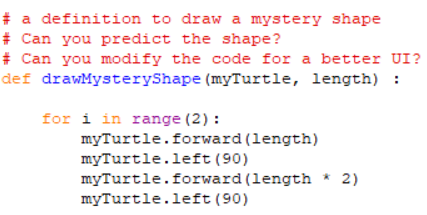 # a definition to draw a mystery shape
# Can you predict the shape?
# Can you modify the code for a better UI?
def drawMysteryShape(myTurtle, length) :

    for i in range(2):
        myTurtle.forward(length)
        myTurtle.left(90)
        myTurtle.forward(length * 2)
        myTurtle.left(90)